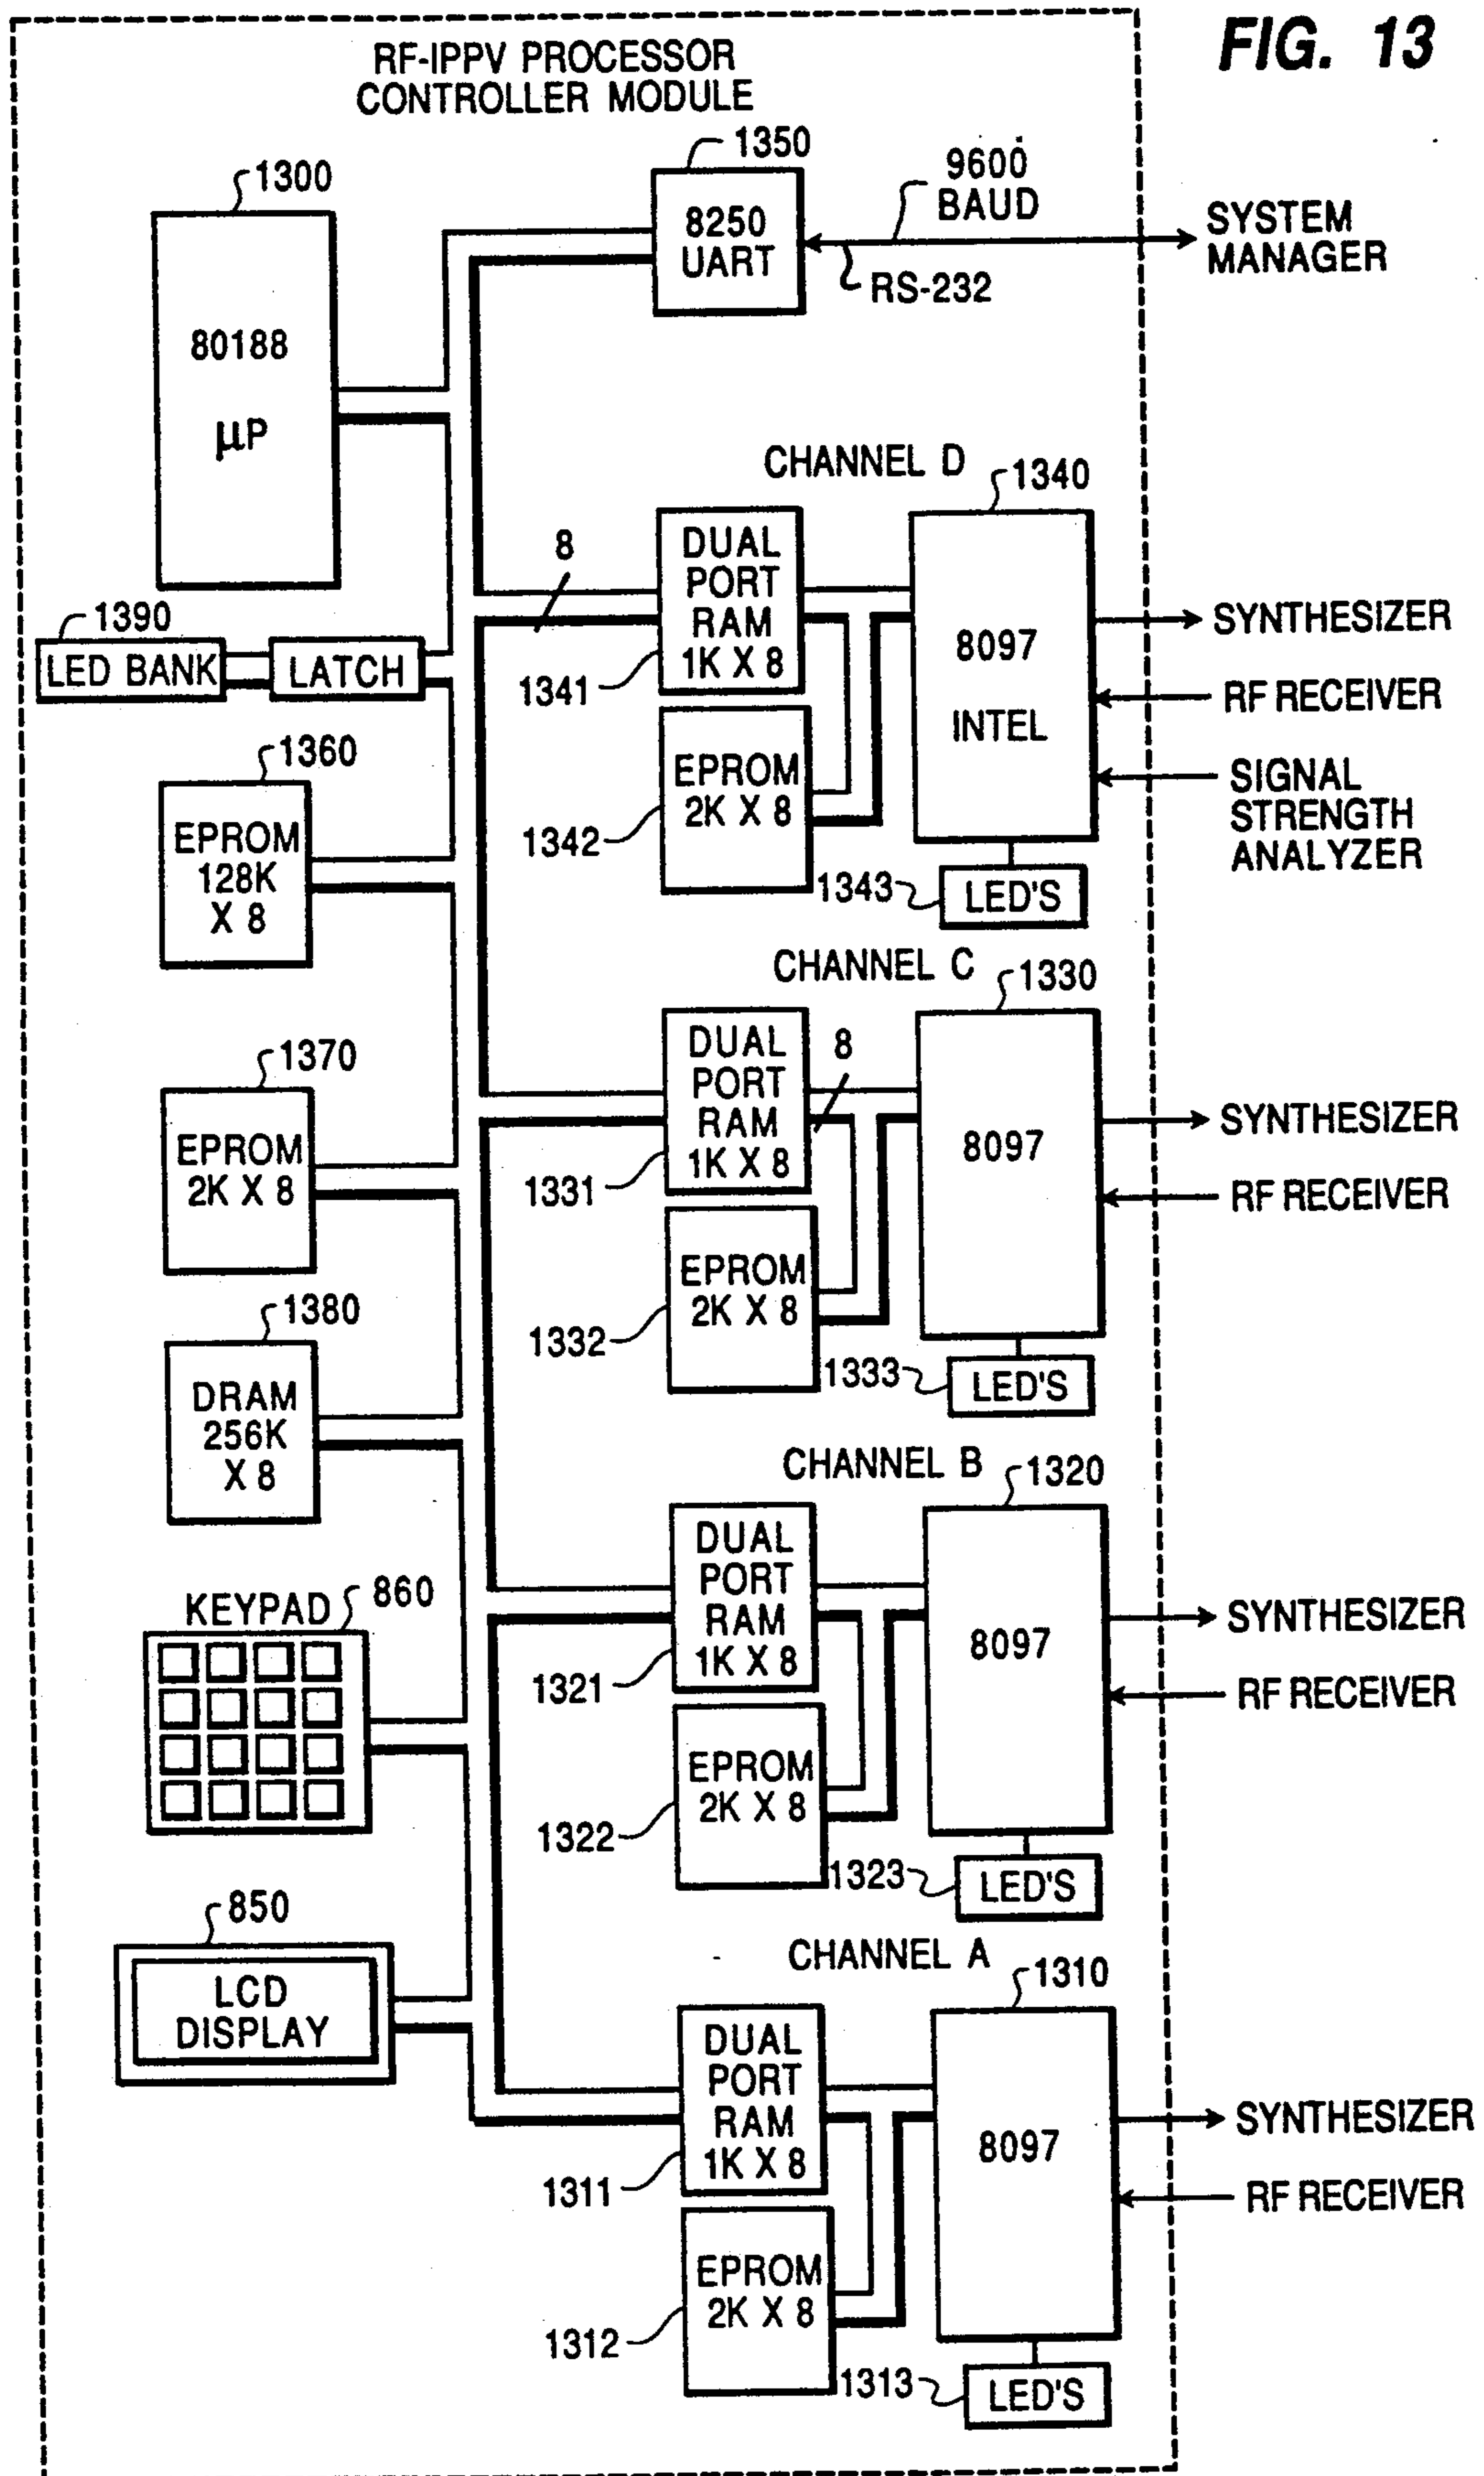 FIG. 13
RF-IPPV PROCESSOR
CONTROLLER MODULE
1300
80188
μP
1350
8250
UART
9600
BAUD
RS-232
SYSTEM
MANAGER
1390
LED BANK
LATCH
1360
EPROM
128K
X 8
1370
EPROM
2K X 8
1380
DRAM
256K
X 8
KEYPAD
860
850
LCD
DISPLAY
CHANNEL D
8
DUAL
PORT
RAM
1K X 8
1341
EPROM
2K X 8
1342
1340
8097
INTEL
1343
LED'S
SYNTHESIZER
RF RECEIVER
SIGNAL
STRENGTH
ANALYZER
CHANNEL C
DUAL
PORT
RAM
1K X 8
8
1331
EPROM
2K X 8
1332
1330
8097
1333
LED'S
SYNTHESIZER
RF RECEIVER
CHANNEL B
DUAL
PORT
RAM
1K X 8
1321
EPROM
2K X 8
1322
1320
8097
1323
LED'S
SYNTHESIZER
RF RECEIVER
CHANNEL A
DUAL
PORT
RAM
1K X 8
1311
EPROM
2K X 8
1312
1310
8097
1313
LED'S
SYNTHESIZER
RF RECEIVER